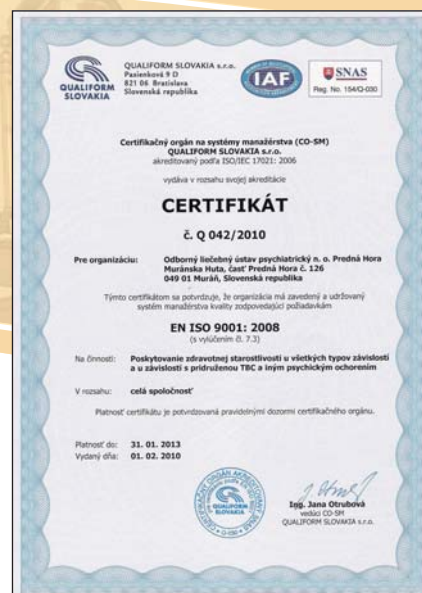 QUALIFORM SLOVAKIA
QUALIFORM SLOVAKIA s.r.o.
Pasienková 9 D
821 06 Bratislava
Slovenská republika
IAF
SNAS
Reg. No. 154/Q-030
Certifikačný orgán na systémy manažérstva (CO-SM)
QUALIFORM SLOVAKIA s.r.o.
akreditovaný podľa ISO/IEC 17021: 2006
vydáva v rozsahu svojej akreditácie
CERTIFIKÁT
č. Q 042/2010
Pre organizáciu: Odborný liečebný ústav psychiatrický n. o. Predná Hora
Muránska Huta, časť Predná Hora č. 126
049 01 Muráň, Slovenská republika
Týmto certifikátom sa potvrdzuje, že organizácia má zavedený a udržovaný
systém manažérstva kvality zodpovedajúci požiadavkám
EN ISO 9001: 2008
(s vylúčením čl. 7.3)
Na činnosti: Poskytovanie zdravotnej starostlivosti u všetkých typov závislostí
a u závislostí s pridruženou TBC a iným psychickým ochorením
V rozsahu: celá spoločnosť
Platnosť certifikátu je potvrdzovaná pravidelnými dozormi certifikačného orgánu.
Platnosť do: 31. 01. 2013
Vydaný dňa: 01. 02. 2010
QUALIFORM
SLOVAKIA
Ing. Jana Otrubová
vedúci CO-SM
QUALIFORM SLOVAKIA s.r.o.